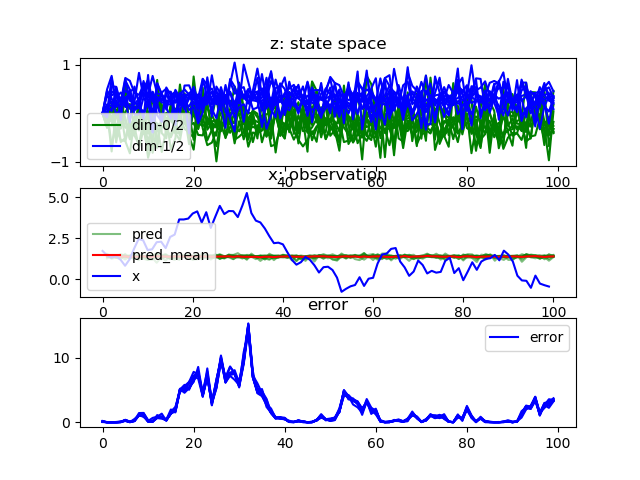 z: state space
1
0
−1
dim-0/2
dim-1/2
0 20 40 60 80 100
x: observation
5.0
2.5
0.0
pred
pred_mean
x
0 20 40 60 80 100
error
10
0
error
0 20 40 60 80 100